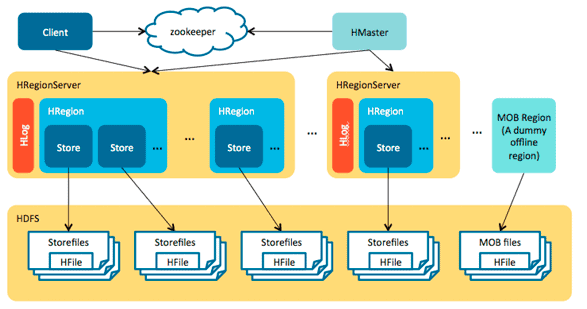 Client
zookeeper
HMaster
HRegionServer
HRegionServer
HLog
HRegion
Store
Store
...
HRegion
Store
...
...
...
HLog
HRegion
Store
...
...
...
MOB Region
(A dummy
offline
region)
HDFS
Storefiles
HFile
Storefiles
HFile
Storefiles
HFile
Storefiles
HFile
MOB files
HFile